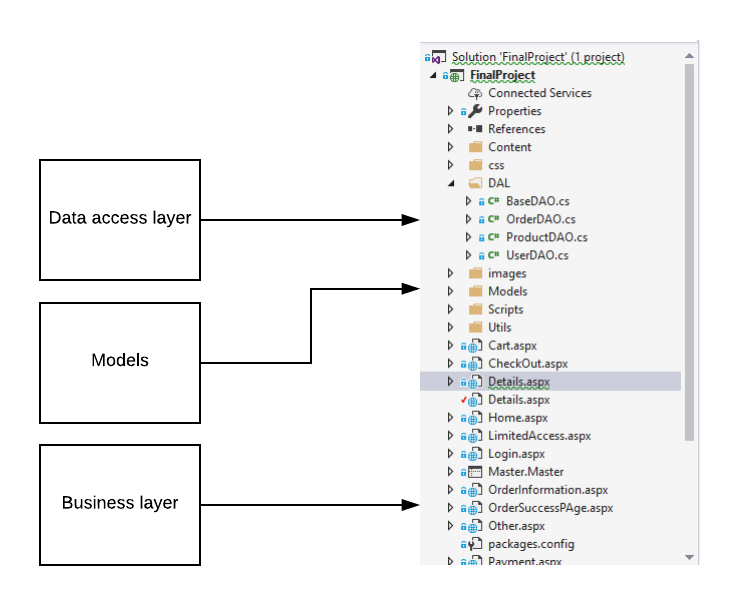 Data access layer
Models
Business layer
Solution 'FinalProject' (1 project)
FinalProject
Connected Services
Properties
References
Content
css
DAL
C# BaseDAO.cs
C# OrderDAO.cs
C# ProductDAO.cs
C# UserDAO.cs
images
Models
Scripts
Utils
Cart.aspx
CheckOut.aspx
Details.aspx
Details.aspx
Home.aspx
LimitedAccess.aspx
Login.aspx
Master.Master
OrderInformation.aspx
OrderSuccessPAge.aspx
Other.aspx
packages.config
Payment.aspx